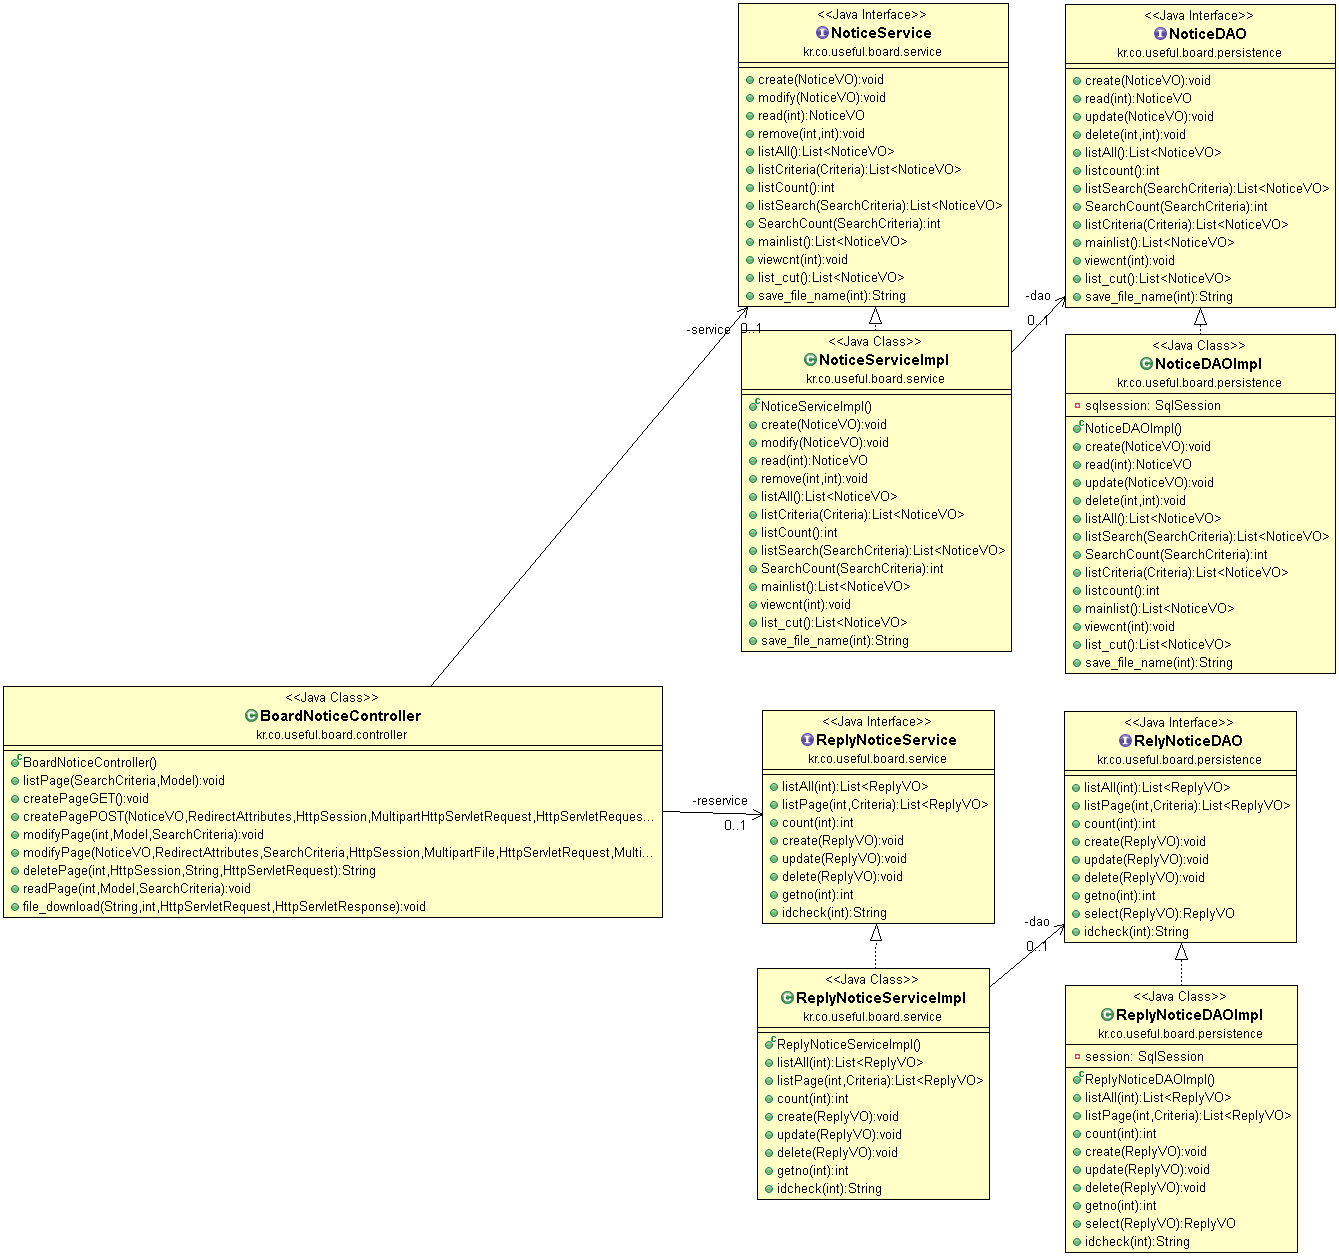 <<Java Interface>>
NoticeService
kr.co.useful.board.service
create(NoticeVO):void
modify(NoticeVO):void
read(int):NoticeVO
remove(int,int):void
listAll():List<NoticeVO>
listCriteria(Criteria):List<NoticeVO>
listCount():int
listSearch(SearchCriteria):List<NoticeVO>
SearchCount(SearchCriteria):int
mainlist():List<NoticeVO>
viewcnt(int):void
list_cut():List<NoticeVO>
save_file_name(int):String
<<Java Interface>>
NoticeDAO
kr.co.useful.board.persistence
create(NoticeVO):void
read(int):NoticeVO
update(NoticeVO):void
delete(int,int):void
listAll():List<NoticeVO>
listcount():int
listSearch(SearchCriteria):List<NoticeVO>
SearchCount(SearchCriteria):int
listCriteria(Criteria):List<NoticeVO>
mainlist():List<NoticeVO>
viewcnt(int):void
list_cut():List<NoticeVO>
save_file_name(int):String
-service 0..1
-dao
0..1
<<Java Class>>
NoticeServiceImpl
kr.co.useful.board.service
NoticeServiceImpl()
create(NoticeVO):void
modify(NoticeVO):void
read(int):NoticeVO
remove(int,int):void
listAll():List<NoticeVO>
listCriteria(Criteria):List<NoticeVO>
listCount():int
listSearch(SearchCriteria):List<NoticeVO>
SearchCount(SearchCriteria):int
mainlist():List<NoticeVO>
viewcnt(int):void
list_cut():List<NoticeVO>
save_file_name(int):String
<<Java Class>>
NoticeDAOImpl
kr.co.useful.board.persistence
sqlsession: SqlSession
NoticeDAOImpl()
create(NoticeVO):void
read(int):NoticeVO
update(NoticeVO):void
delete(int,int):void
listAll():List<NoticeVO>
listSearch(SearchCriteria):List<NoticeVO>
SearchCount(SearchCriteria):int
listCriteria(Criteria):List<NoticeVO>
listcount():int
mainlist():List<NoticeVO>
viewcnt(int):void
list_cut():List<NoticeVO>
save_file_name(int):String
<<Java Class>>
BoardNoticeController
kr.co.useful.board.controller
BoardNoticeController()
listPage(SearchCriteria,Model):void
createPageGET():void
createPagePOST(NoticeVO,RedirectAttributes,HttpSession,MultipartHttpServletRequest,HttpServletReques...
modifyPage(int,Model,SearchCriteria):void
modifyPage(NoticeVO,RedirectAttributes,SearchCriteria,HttpSession,MultipartFile,HttpServletRequest,Multi...
deletePage(int,HttpSession,String,HttpServletRequest):String
readPage(int,Model,SearchCriteria):void
file_download(String,int,HttpServletRequest,HttpServletResponse):void
-reservice
0..1
<<Java Interface>>
ReplyNoticeService
kr.co.useful.board.service
listAll(int):List<ReplyVO>
listPage(int,Criteria):List<ReplyVO>
count(int):int
create(ReplyVO):void
update(ReplyVO):void
delete(ReplyVO):void
getno(int):int
idcheck(int):String
<<Java Interface>>
RelyNoticeDAO
kr.co.useful.board.persistence
listAll(int):List<ReplyVO>
listPage(int,Criteria):List<ReplyVO>
count(int):int
create(ReplyVO):void
update(ReplyVO):void
delete(ReplyVO):void
getno(int):int
select(ReplyVO):ReplyVO
idcheck(int):String
-dao
0..1
<<Java Class>>
ReplyNoticeServiceImpl
kr.co.useful.board.service
ReplyNoticeServiceImpl()
listAll(int):List<ReplyVO>
listPage(int,Criteria):List<ReplyVO>
count(int):int
create(ReplyVO):void
update(ReplyVO):void
delete(ReplyVO):void
getno(int):int
idcheck(int):String
<<Java Class>>
ReplyNoticeDAOImpl
kr.co.useful.board.persistence
session: SqlSession
ReplyNoticeDAOImpl()
listAll(int):List<ReplyVO>
listPage(int,Criteria):List<ReplyVO>
count(int):int
create(ReplyVO):void
update(ReplyVO):void
delete(ReplyVO):void
getno(int):int
select(ReplyVO):ReplyVO
idcheck(int):String